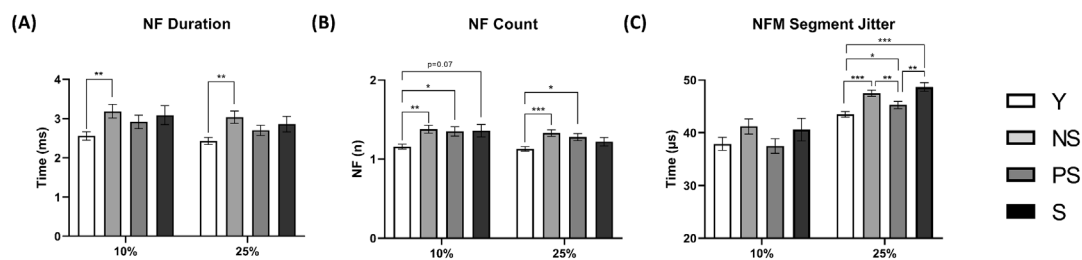 (A)
NF Duration
**
**
4
3
2
1
0
Time (ms)
10%
25%
(B)
NF Count
p=0.07
*
**
*
***
2
1
0
NF (n)
10%
25%
(C)
NFM Segment Jitter
***
*
***
**
**
50
40
30
20
Time (µs)
10%
25%
Y
NS
PS
S